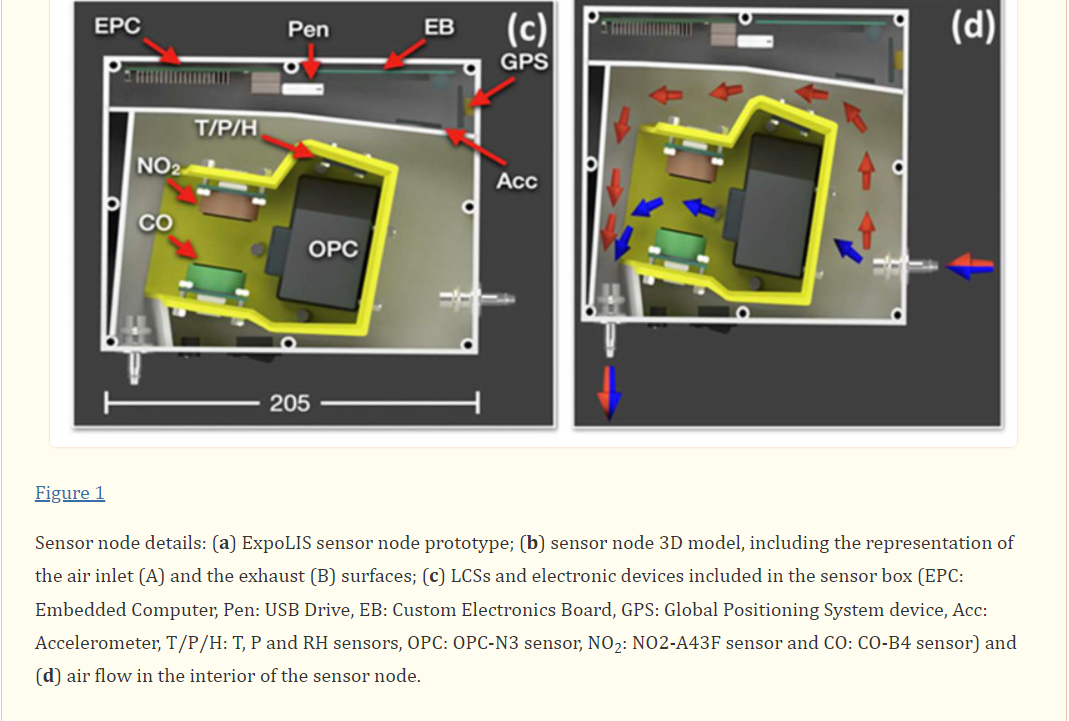 EPC
Pen
EB
(c)
GPS
T/P/H
NO₂
Acc
CO
OPC
205
(d)
Figure 1
Sensor node details: (a) ExpoLIS sensor node prototype; (b) sensor node 3D model, including the representation of
the air inlet (A) and the exhaust (B) surfaces; (c) LCSs and electronic devices included in the sensor box (EPC:
Embedded Computer, Pen: USB Drive, EB: Custom Electronics Board, GPS: Global Positioning System device, Acc:
Accelerometer, T/P/H: T, P and RH sensors, OPC: OPC-N3 sensor, NO₂: NO2-A43F sensor and CO: CO-B4 sensor) and
(d) air flow in the interior of the sensor node.